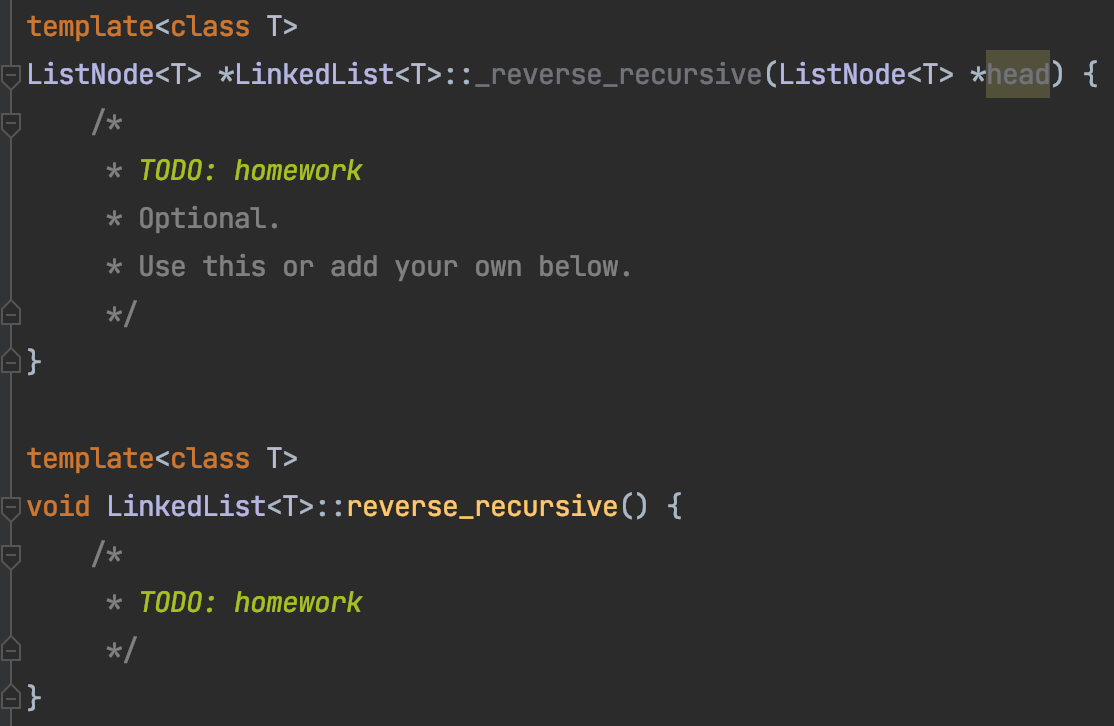 template<class T>
ListNode<T> *LinkedList<T>::_reverse_recursive(ListNode<T> *head) {
    /*
     * TODO: homework
     * Optional.
     * Use this or add your own below.
     */
}

template<class T>
void LinkedList<T>::reverse_recursive() {
    /*
     * TODO: homework
     */
}